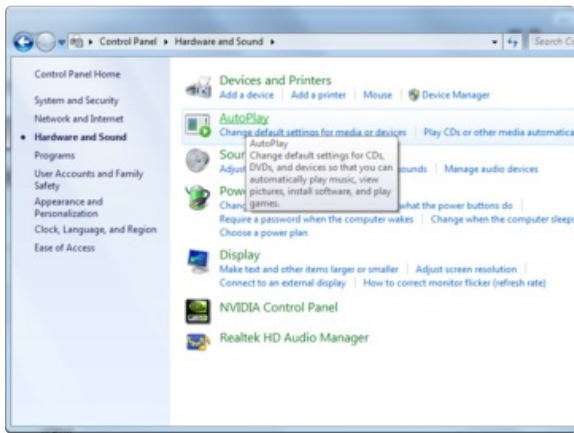 Control Panel ▸ Hardware and Sound ▸
Search Co
Control Panel Home
System and Security
Network and Internet
Hardware and Sound
Programs
User Accounts and Family
Safety
Appearance and
Personalization
Clock, Language, and Region
Ease of Access
Devices and Printers
Add a device | Add a printer | Mouse | Device Manager
AutoPlay
Change default settings for media or devices | Play CDs or other media automatica
AutoPlay
Change default settings for CDs,
DVDs, and devices so that you can
automatically play music, view
pictures, install software, and play
games.
Soun
Adjus
ounds | Manage audio devices
Pow
Chang
what the power buttons do
Require a password when the computer wakes | Change when the computer sleeps
Choose a power plan
Display
Make text and other items larger or smaller | Adjust screen resolution
Connect to an external display | How to correct monitor flicker (refresh rate)
NVIDIA Control Panel
Realtek HD Audio Manager